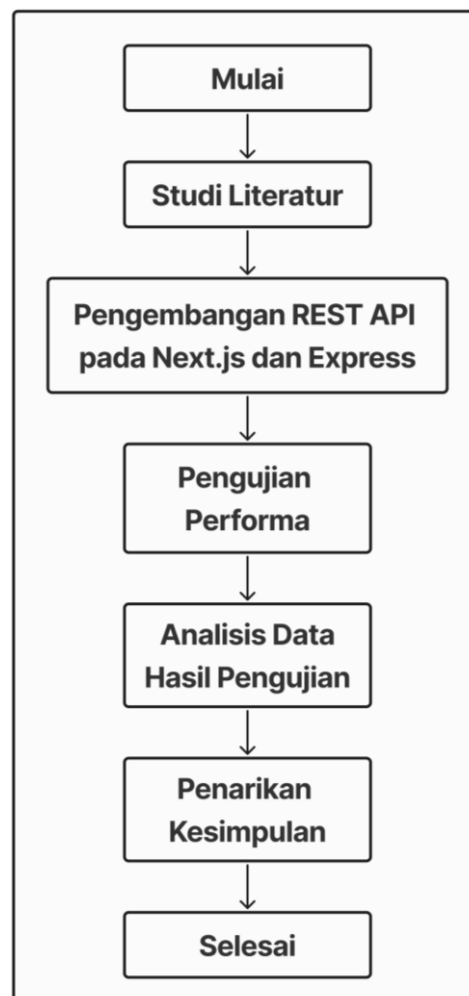 Mulai
Studi Literatur
Pengembangan REST API
pada Next.js dan Express
Pengujian
Performa
Analisis Data
Hasil Pengujian
Penarikan
Kesimpulan
Selesai